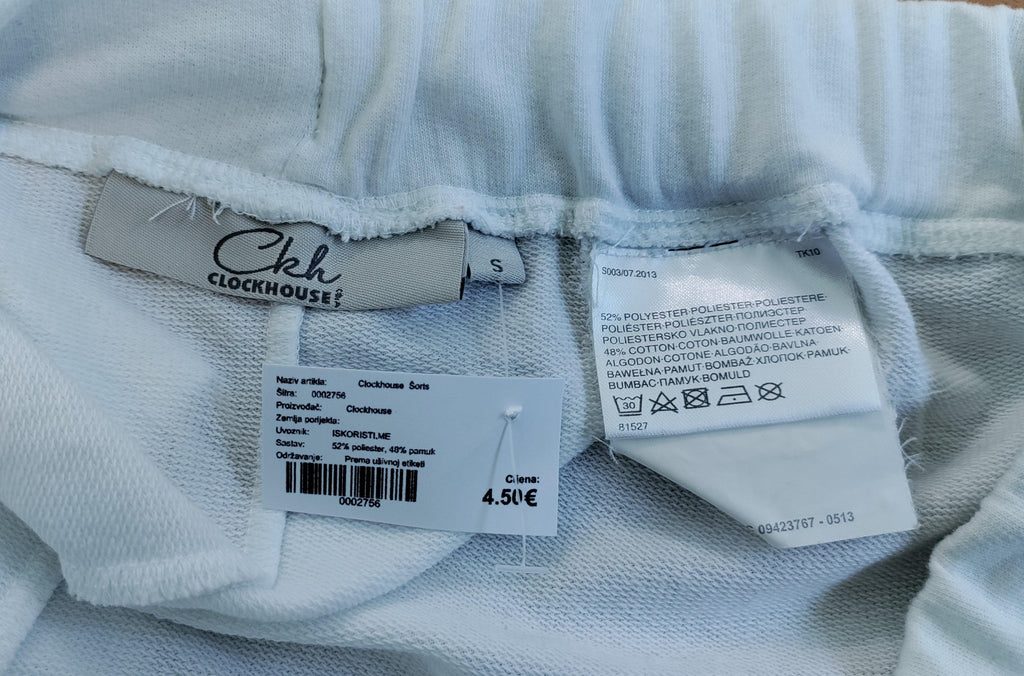 Ckh
CLOCKHOUSE
S
Naziv artikla: Clockhouse Šorts
Šifra: 0002756
Proizvođač: Clockhouse
Zemlja porijekla:
Uvoznik: ISKORISTI.ME
Sastav: 52% poliester, 48% pamuk
Održavanje: Prema ušivnoj etiketi
0002756
Cijena:
4.50€
TK10
S003/07.2013
52% POLYESTER·POLIESTER·POLIESTERE·
POLIÉSTER·POLIÉSZTER·ПОЛИЭСТЕР
POLIESTERSKO VLAKNO·ПОЛИЕСТЕР
48% COTTON·COTON·BAUMWOLLE·KATOEN·
ALGODON·COTONE·ALGODÃO·BAVLNA·
BAWEŁNA·PAMUT·BOMBAŽ·ХЛОПОК·PAMUK·
BUMBAC·ПАМУК·BOMULD
30
81527
09423767 - 0513